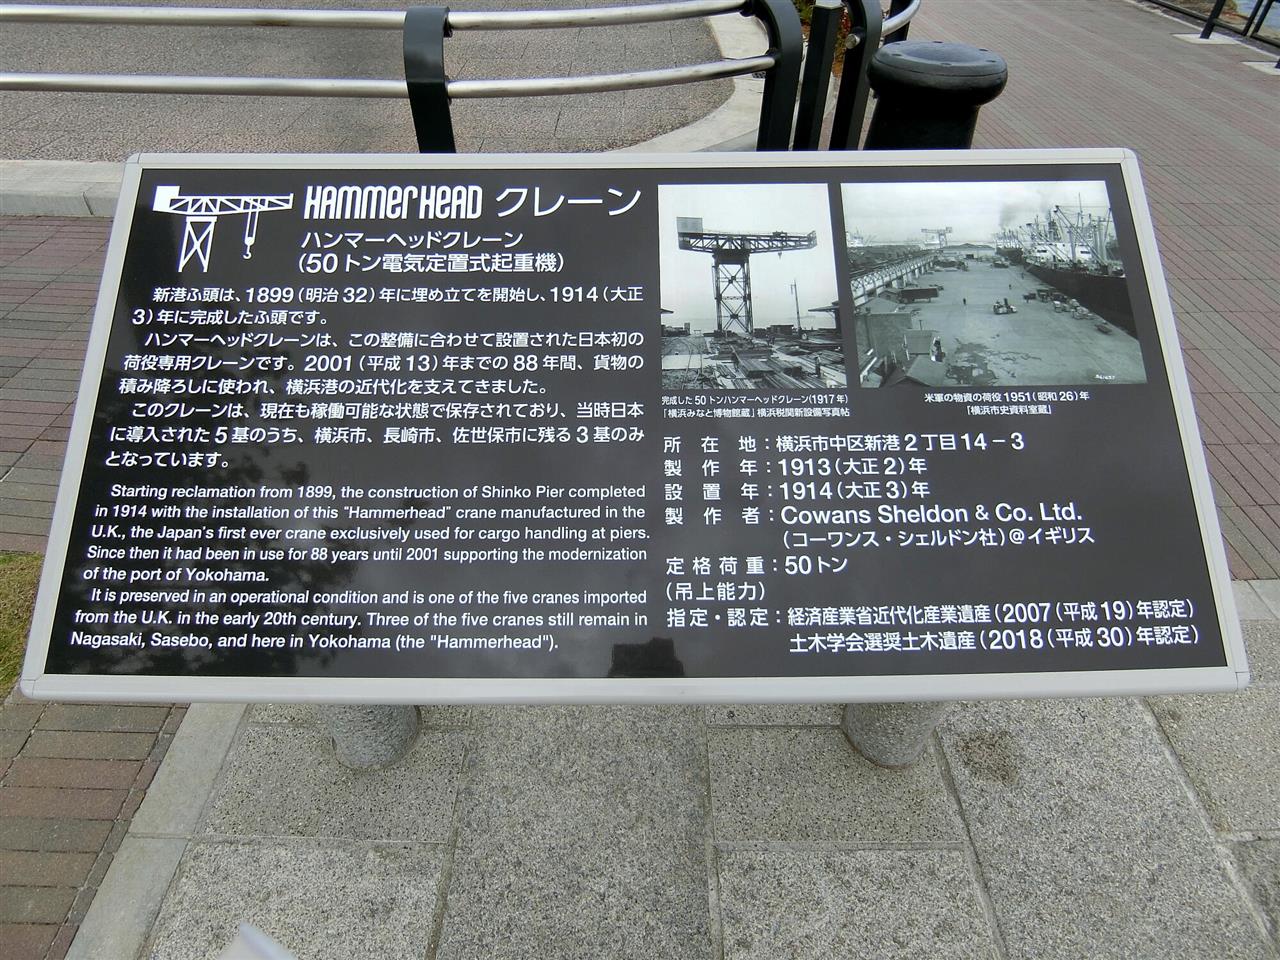 HAMMERHEAD クレーン
ハンマーヘッドクレーン
(50トン電気定置式起重機)
新港ふ頭は、1899(明治32)年に埋め立てを開始し、1914(大正
3)年に完成したふ頭です。
ハンマーヘッドクレーンは、この整備に合わせて設置された日本初の
荷役専用クレーンです。2001(平成13)年までの88年間、貨物の
積み降ろしに使われ、横浜港の近代化を支えてきました。
このクレーンは、現在も稼働可能な状態で保存されており、当時日本
に導入された5基のうち、横浜市、長崎市、佐世保市に残る3基のみ
となっています。
Starting reclamation from 1899, the construction of Shinko Pier completed
in 1914 with the installation of this "Hammerhead" crane manufactured in the
U.K., the Japan's first ever crane exclusively used for cargo handling at piers.
Since then it had been in use for 88 years until 2001 supporting the modernization
of the port of Yokohama.
It is preserved in an operational condition and is one of the five cranes imported
from the U.K. in the early 20th century. Three of the five cranes still remain in
Nagasaki, Sasebo, and here in Yokohama (the "Hammerhead").
完成した50トンハンマーヘッドクレーン(1917年)
「横浜みなと博物館蔵」横浜税関新設備写真帖
米軍の物資の荷役 1951(昭和26)年
「横浜市史資料室蔵」
所在地:横浜市中区新港2丁目14-3
製作年:1913(大正2)年
設置年:1914(大正3)年
製作者:Cowans Sheldon & Co. Ltd.
(コーワンス・シェルドン社)@イギリス
定格荷重:50トン
(吊上能力)
指定・認定:経済産業省近代化産業遺産(2007(平成19)年認定)
土木学会選奨土木遺産(2018(平成30)年認定)